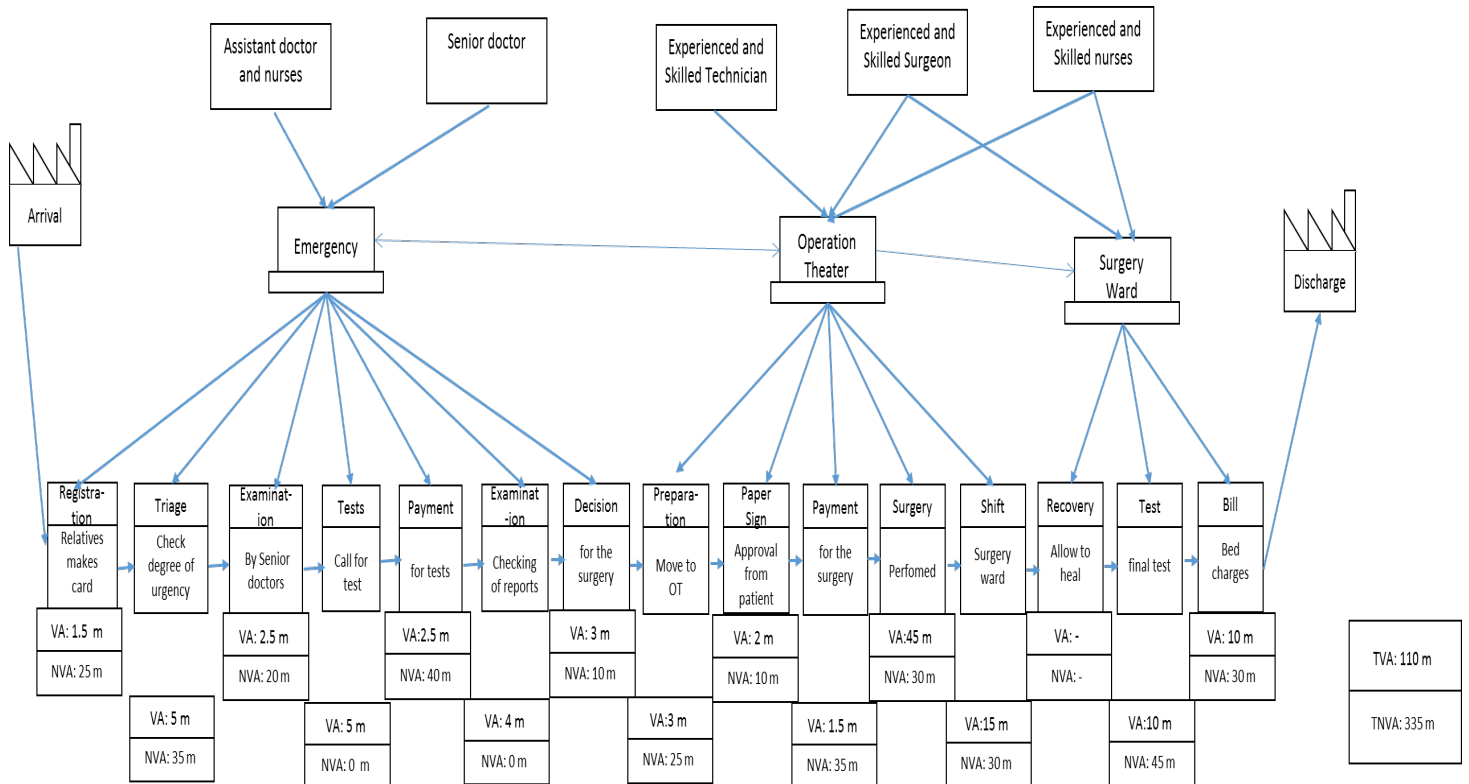 Assistant doctor
and nurses
Senior doctor
Experienced and
Skilled Technician
Experienced and
Skilled Surgeon
Experienced and
Skilled nurses
Arrival
Emergency
Operation
Theater
Surgery
Ward
Discharge
Registra-
tion
Relatives
makes
card
Triage
Check
degree of
urgency
Examinat-
ion
By Senior
doctors
Tests
Call for
test
Payment
for tests
Examinat
-ion
Checking
of reports
Decision
for the
surgery
Prepara-
tion
Move to
OT
Paper
Sign
Approval
from
patient
Payment
for the
surgery
Surgery
Perfomed
Shift
Surgery
ward
Recovery
Allow to
heal
Test
final test
Bill
Bed
charges
VA: 1.5 m
NVA: 25 m
VA: 5 m
NVA: 35 m
VA: 2.5 m
NVA: 20 m
VA: 5 m
NVA: 0 m
VA:2.5 m
NVA: 40 m
VA: 4 m
NVA: 0 m
VA: 3 m
NVA: 10 m
VA:3 m
NVA: 25 m
VA: 2 m
NVA: 10 m
VA: 1.5 m
NVA: 35 m
VA:45 m
NVA: 30 m
VA:15 m
NVA: 30 m
VA: -
NVA: -
VA:10 m
NVA: 45 m
VA: 10 m
NVA: 30 m
TVA: 110 m
TNVA: 335 m